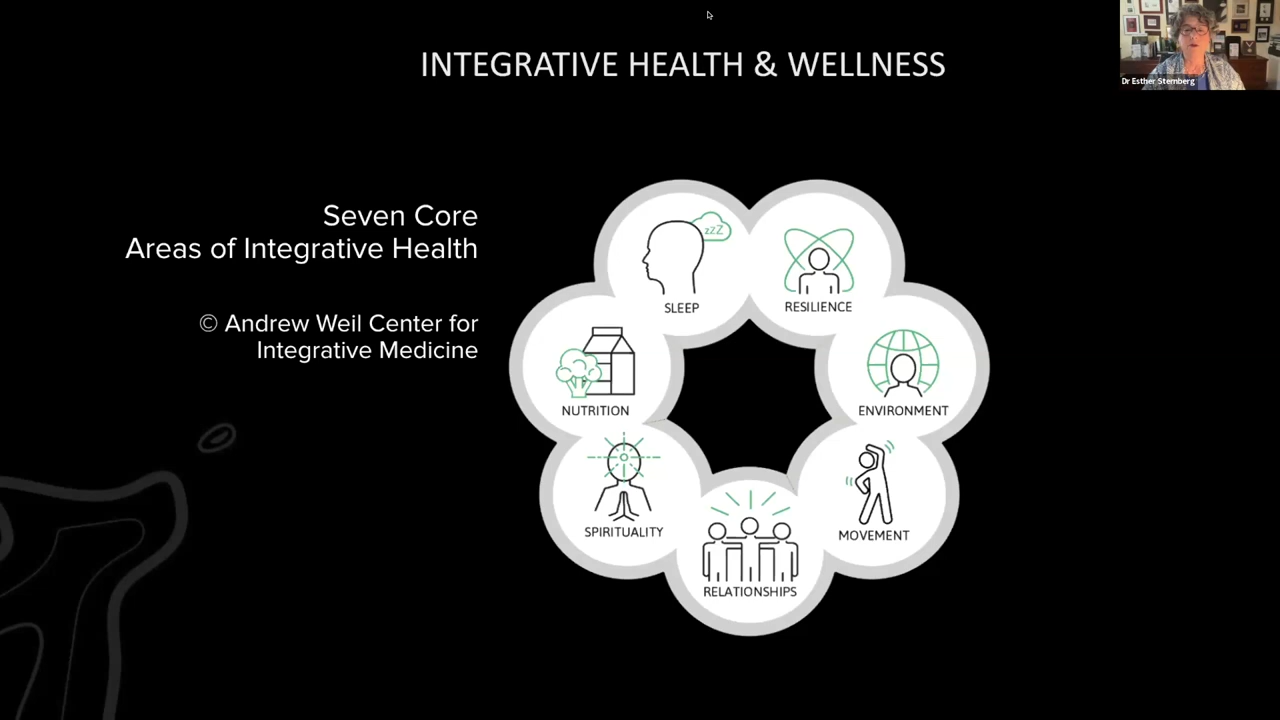 INTEGRATIVE HEALTH & WELLNESS
Dr Esther Sternberg
Seven Core
Areas of Integrative Health
© Andrew Weil Center for
Integrative Medicine
zzZ
SLEEP
RESILIENCE
NUTRITION
ENVIRONMENT
SPIRITUALITY
MOVEMENT
RELATIONSHIPS